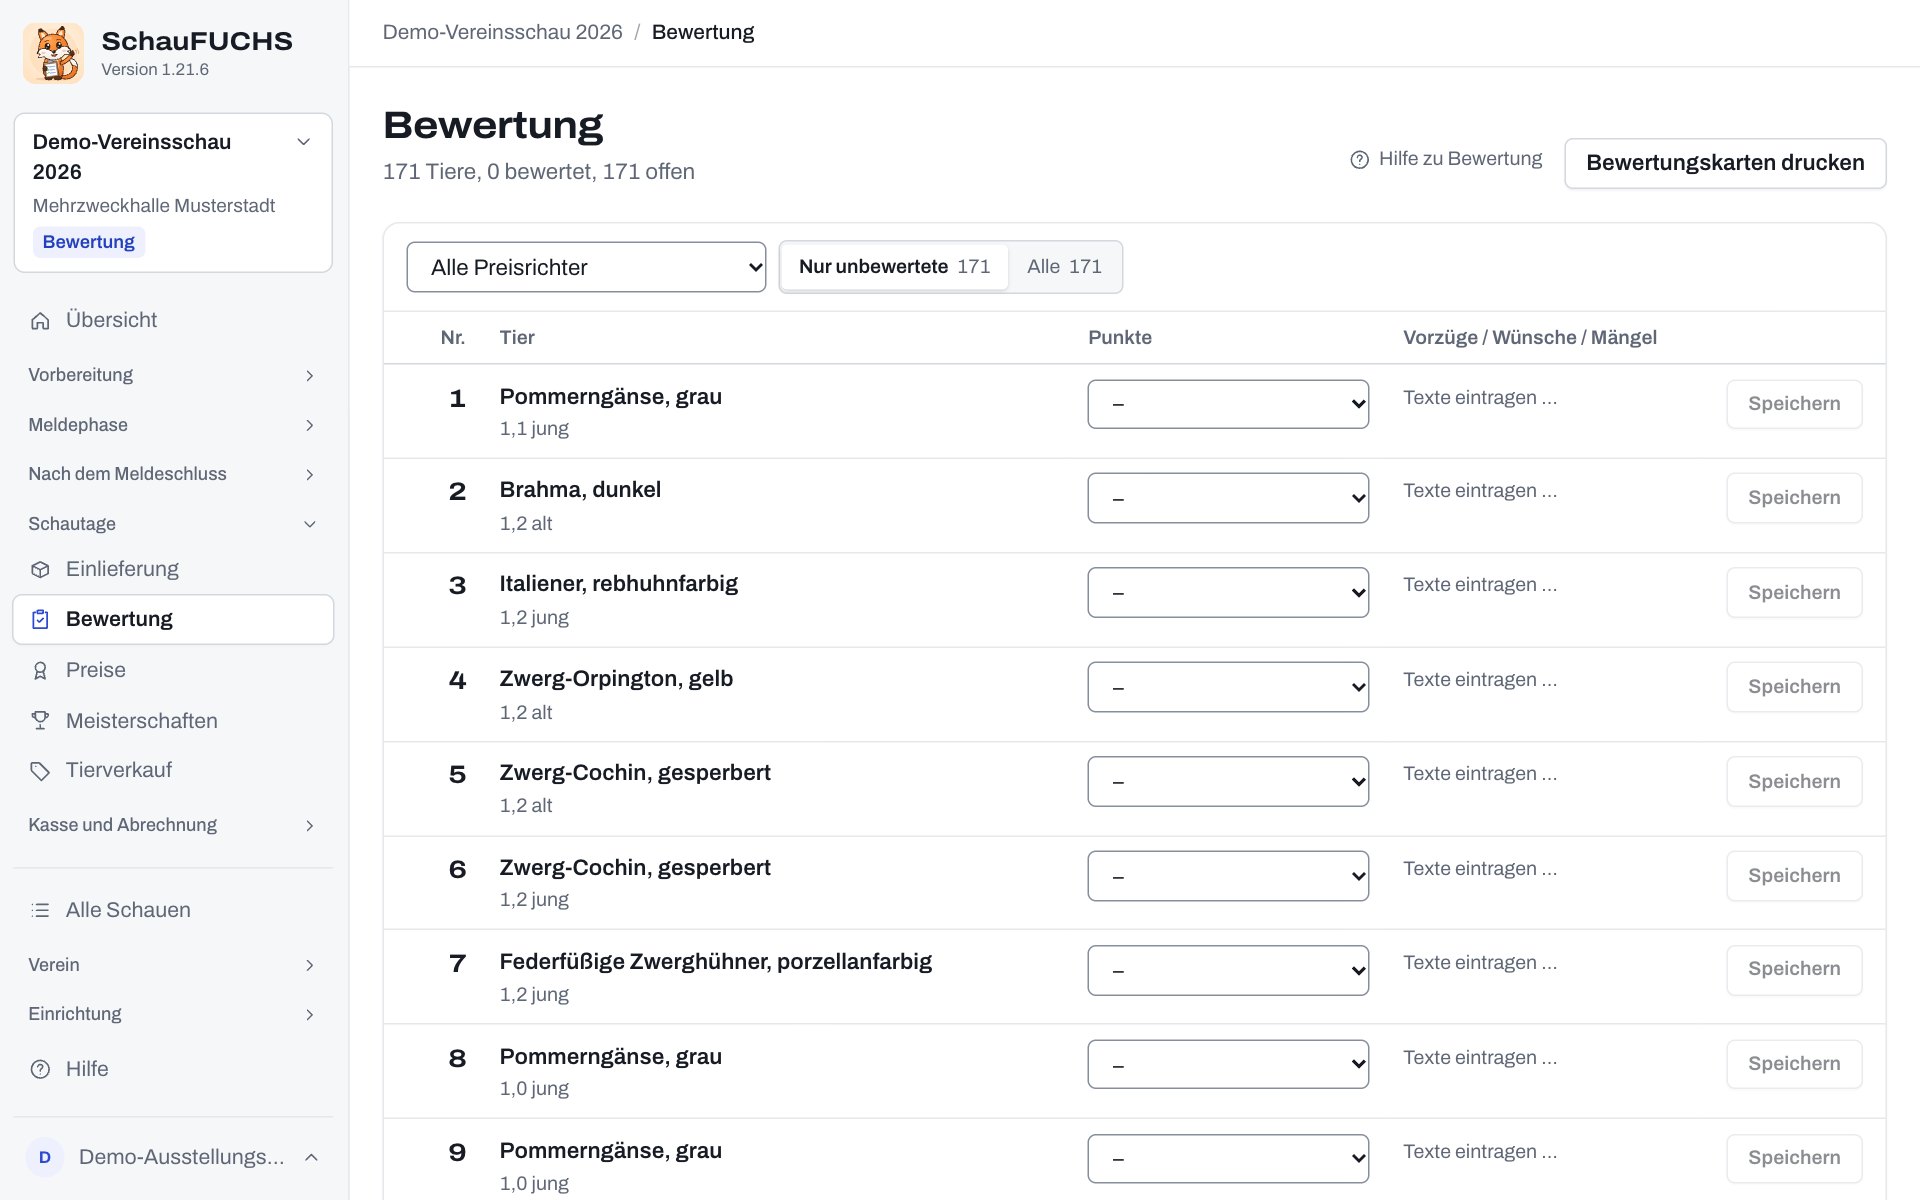 SchauFUCHS
Version 1.21.6
Demo-Vereinsschau
2026
Mehrzweckhalle Musterstadt
Bewertung
Übersicht
Vorbereitung
Meldephase
Nach dem Meldeschluss
Schautage
Einlieferung
Bewertung
Preise
Meisterschaften
Tierverkauf
Kasse und Abrechnung
Alle Schauen
Verein
Einrichtung
Hilfe
D Demo-Ausstellungs...
Demo-Vereinsschau 2026 / Bewertung
Bewertung
171 Tiere, 0 bewertet, 171 offen
Hilfe zu Bewertung
Bewertungskarten drucken
Alle Preisrichter
Nur unbewertete 171
Alle 171
Nr. Tier Punkte Vorzüge / Wünsche / Mängel
1 Pommerngänse, grau – Texte eintragen ... Speichern
1,1 jung
2 Brahma, dunkel – Texte eintragen ... Speichern
1,2 alt
3 Italiener, rebhuhnfarbig – Texte eintragen ... Speichern
1,2 jung
4 Zwerg-Orpington, gelb – Texte eintragen ... Speichern
1,2 alt
5 Zwerg-Cochin, gesperbert – Texte eintragen ... Speichern
1,2 alt
6 Zwerg-Cochin, gesperbert – Texte eintragen ... Speichern
1,2 jung
7 Federfüßige Zwerghühner, porzellanfarbig – Texte eintragen ... Speichern
1,2 jung
8 Pommerngänse, grau – Texte eintragen ... Speichern
1,0 jung
9 Pommerngänse, grau – Texte eintragen ... Speichern
1,0 jung